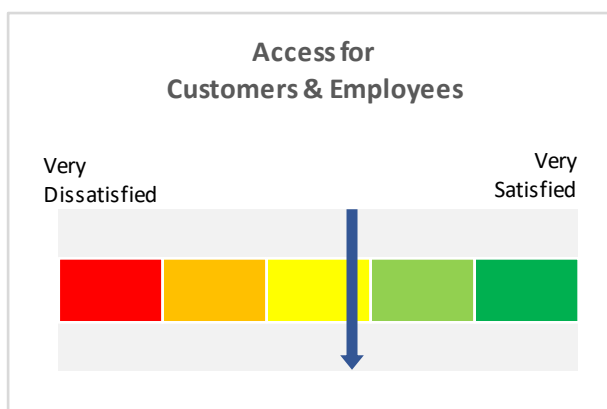 Access for
Customers & Employees
Very
Dissatisfied
Very
Satisfied